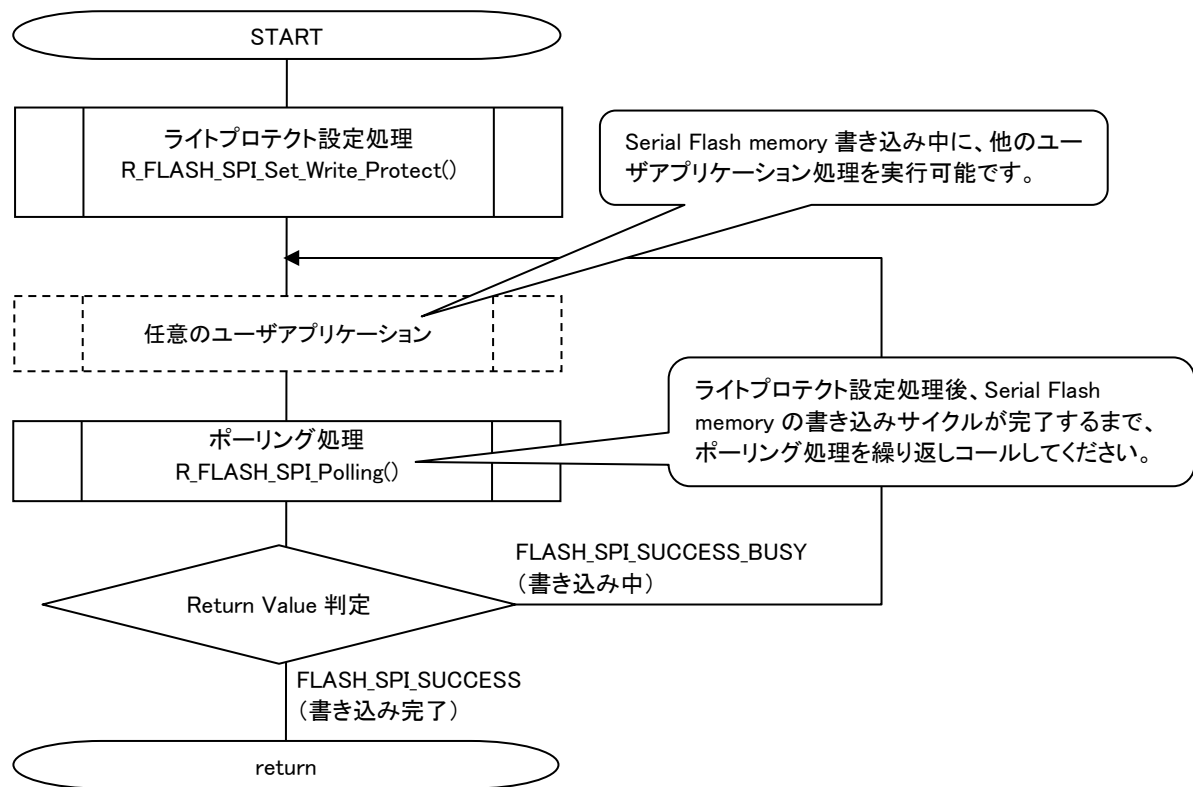 START
ライトプロテクト設定処理
R_FLASH_SPI_Set_Write_Protect()
Serial Flash memory 書き込み中に、他のユー
ザアプリケーション処理を実行可能です。
任意のユーザアプリケーション
ライトプロテクト設定処理後、Serial Flash
memory の書き込みサイクルが完了するまで、
ポーリング処理を繰り返しコールしてください。
ポーリング処理
R_FLASH_SPI_Polling()
FLASH_SPI_SUCCESS_BUSY
（書き込み中）
Return Value 判定
FLASH_SPI_SUCCESS
（書き込み完了）
return